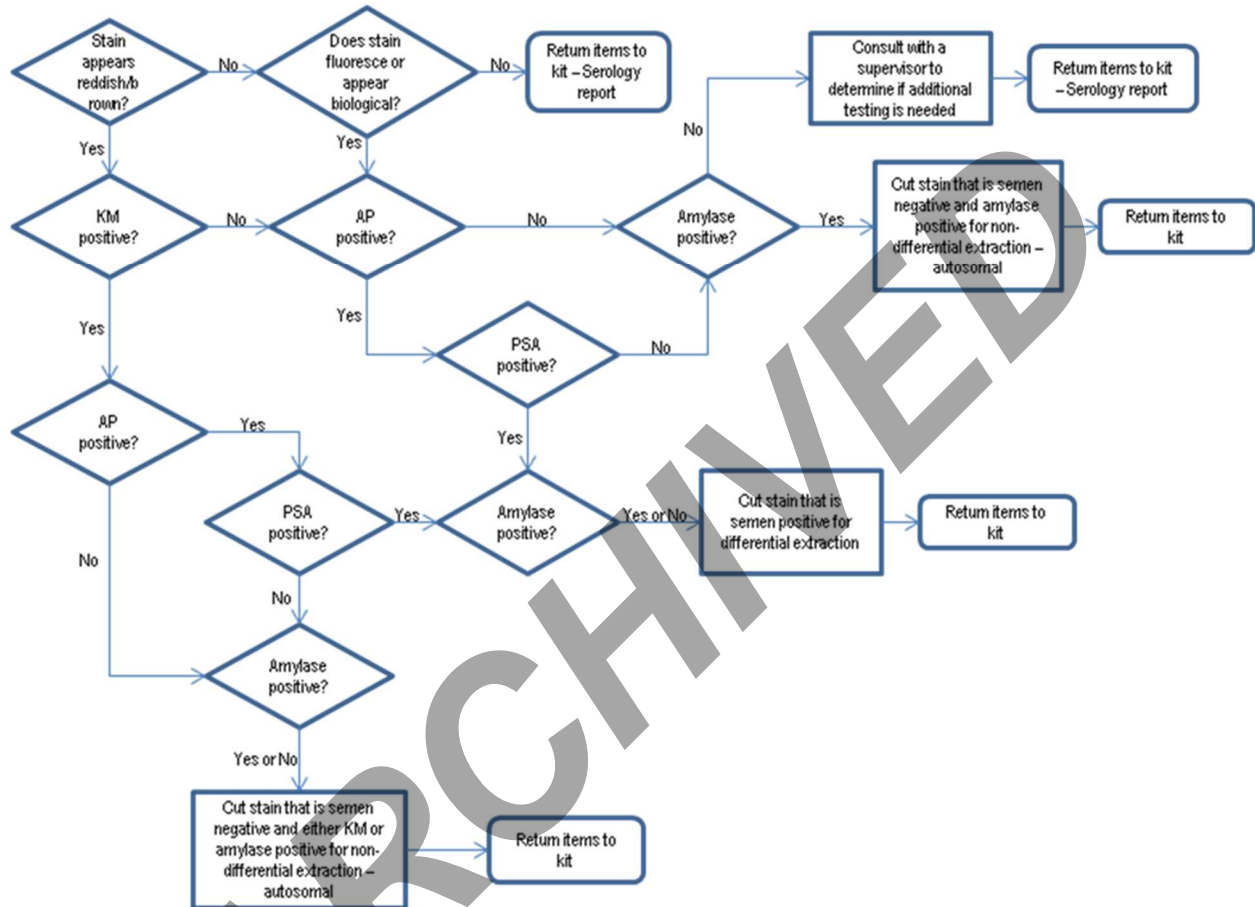 Stain
appears
reddish/b
rown?
No
Does stain
fluoresce or
appear
biological?
No
Return items to
kit – Serology
report
Consult with a
supervisor to
determine if additional
testing is needed
Return items to kit
– Serology report
Yes
Yes
No
KM
positive?
No
AP
positive?
No
Amylase
positive?
Yes
Cut stain that is semen
negative and amylase
positive for non-
differential extraction –
autosomal
Return items to
kit
Yes
Yes
PSA
positive?
No
AP
positive?
Yes
Yes
PSA
positive?
Yes
Amylase
positive?
Yes or No
Cut stain that is
semen positive for
differential extraction
Return items to
kit
No
No
Amylase
positive?
Yes or No
Cut stain that is semen
negative and either KM or
amylase positive for non-
differential extraction –
autosomal
Return items to
kit
ARCHIVED